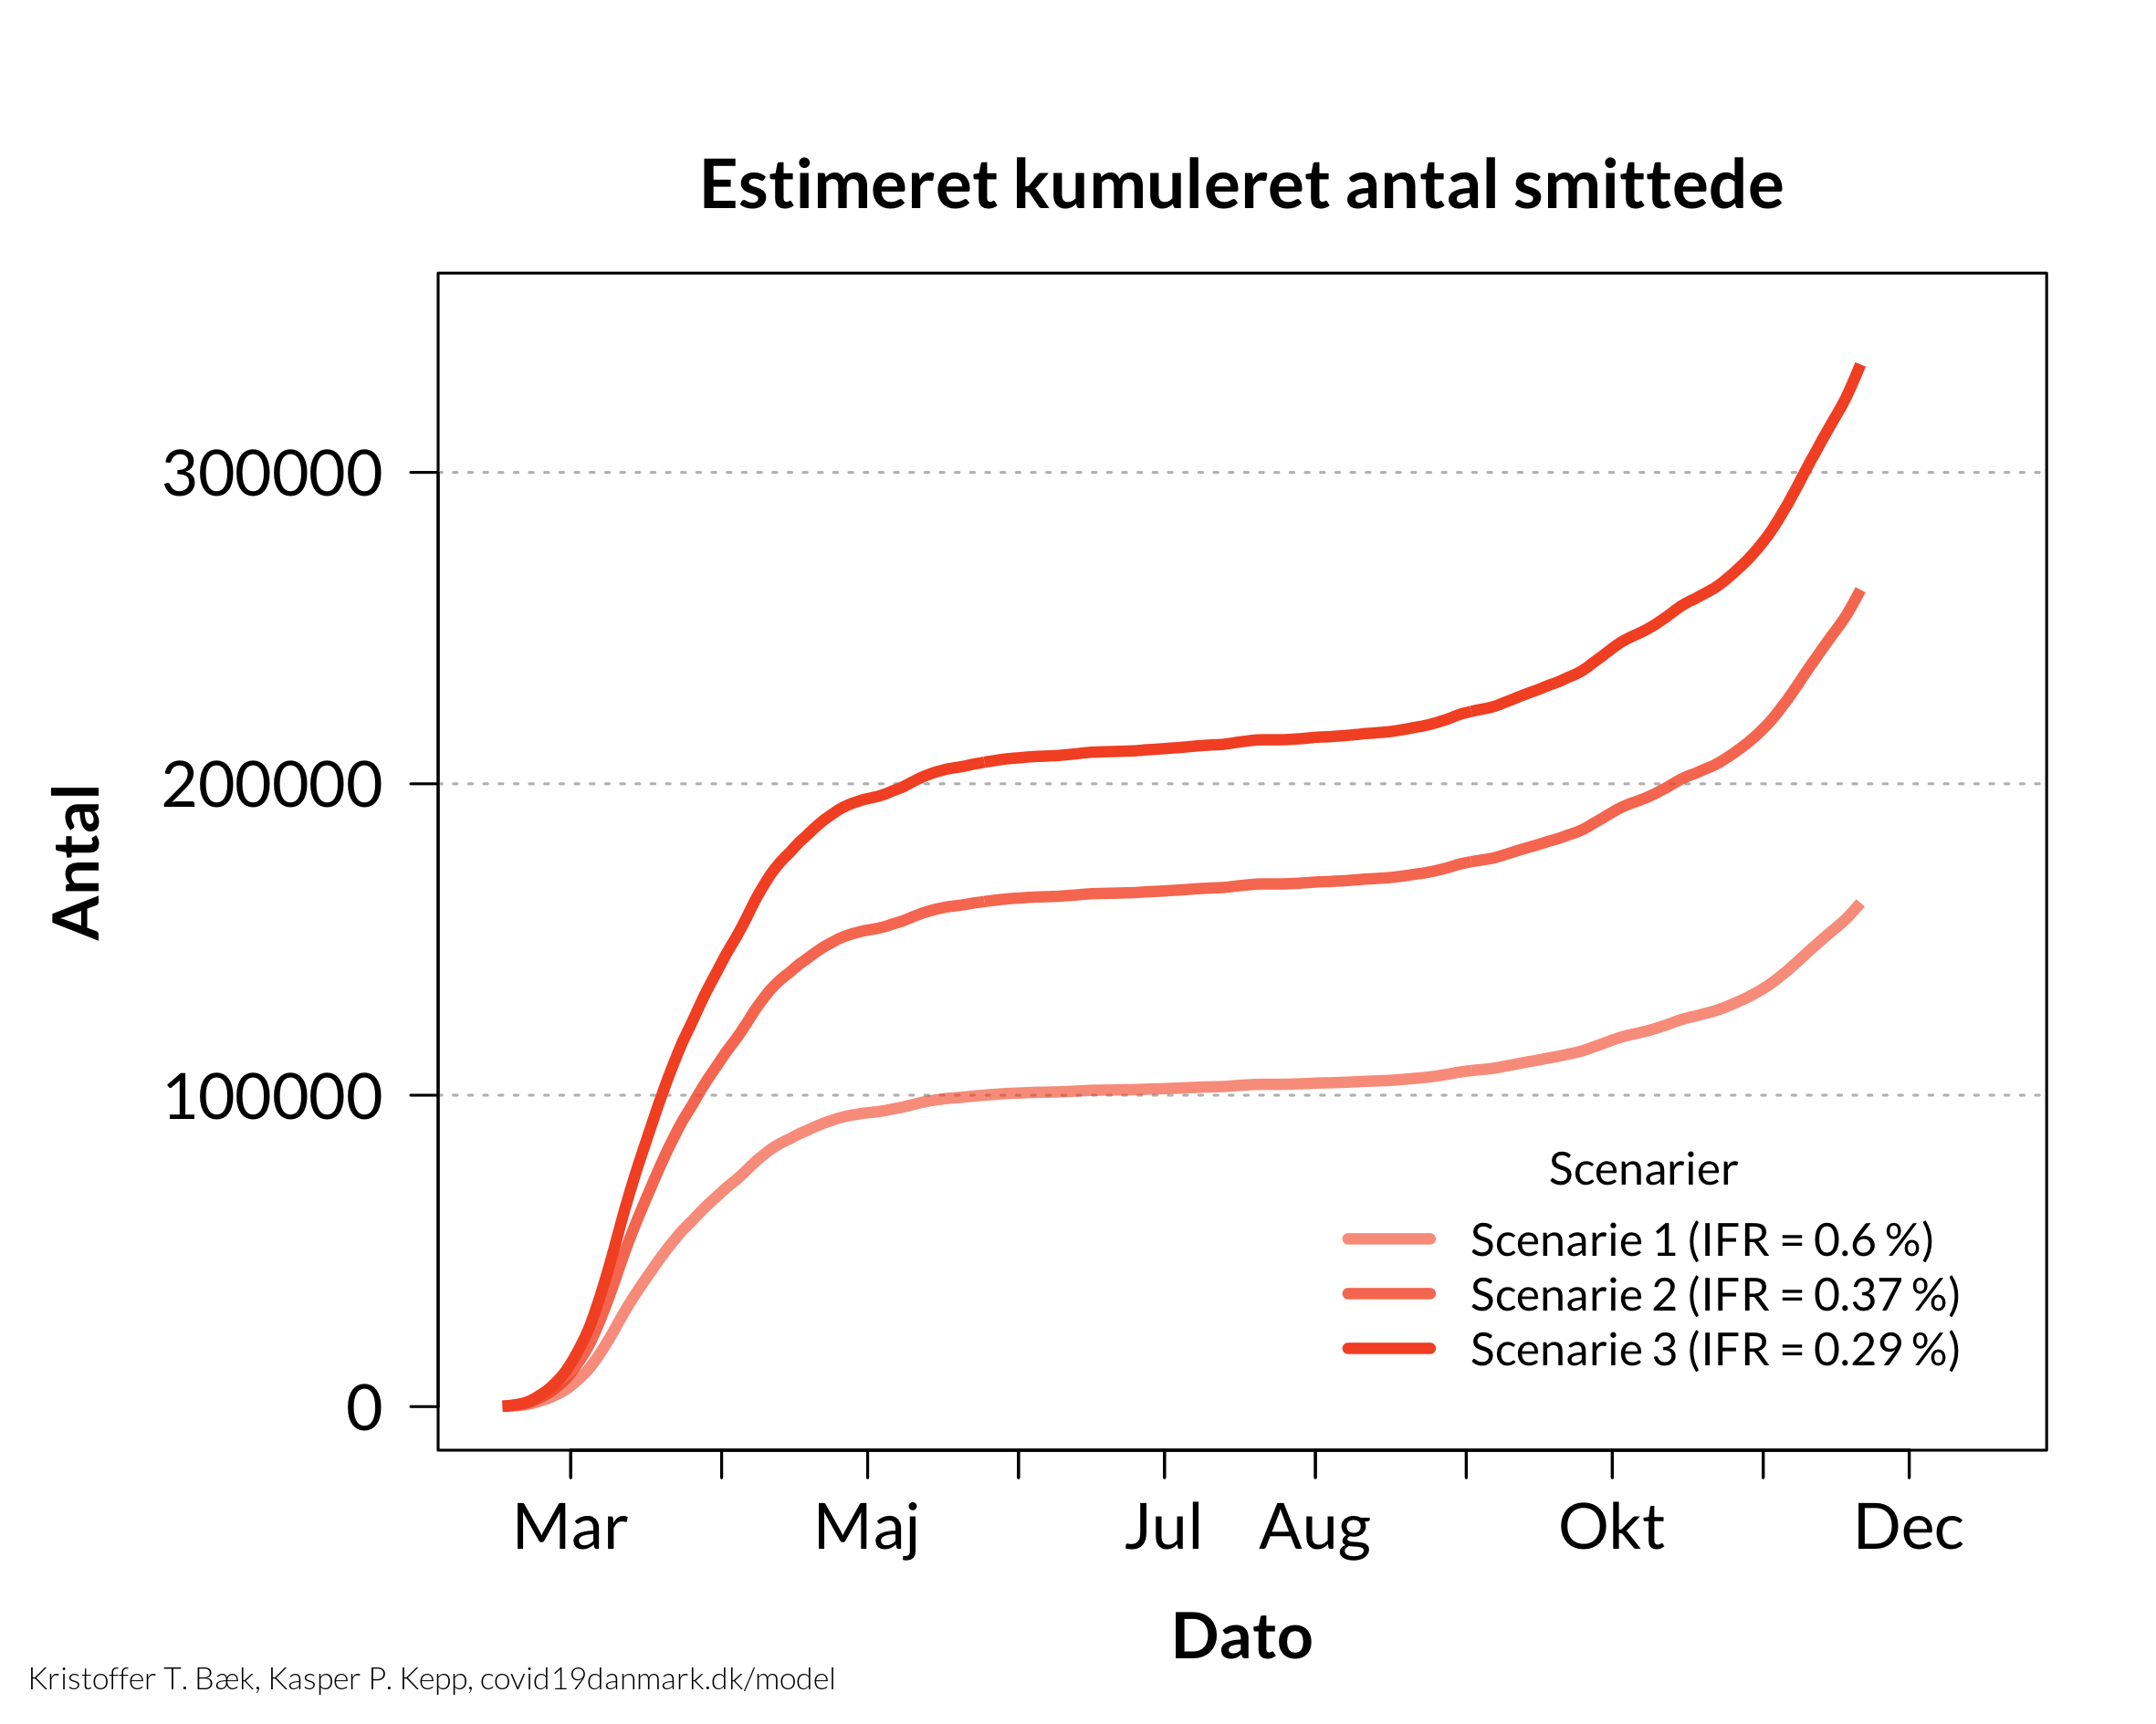 Estimeret kumuleret antal smittede
Antal
300000
200000
100000
0
Scenarier
Scenarie 1 (IFR = 0.6 %)
Scenarie 2 (IFR = 0.37 %)
Scenarie 3 (IFR = 0.29 %)
Mar Maj Jul Aug Okt Dec
Dato
Kristoffer T. Bæk, Kasper P. Kepp, covid19danmark.dk/model